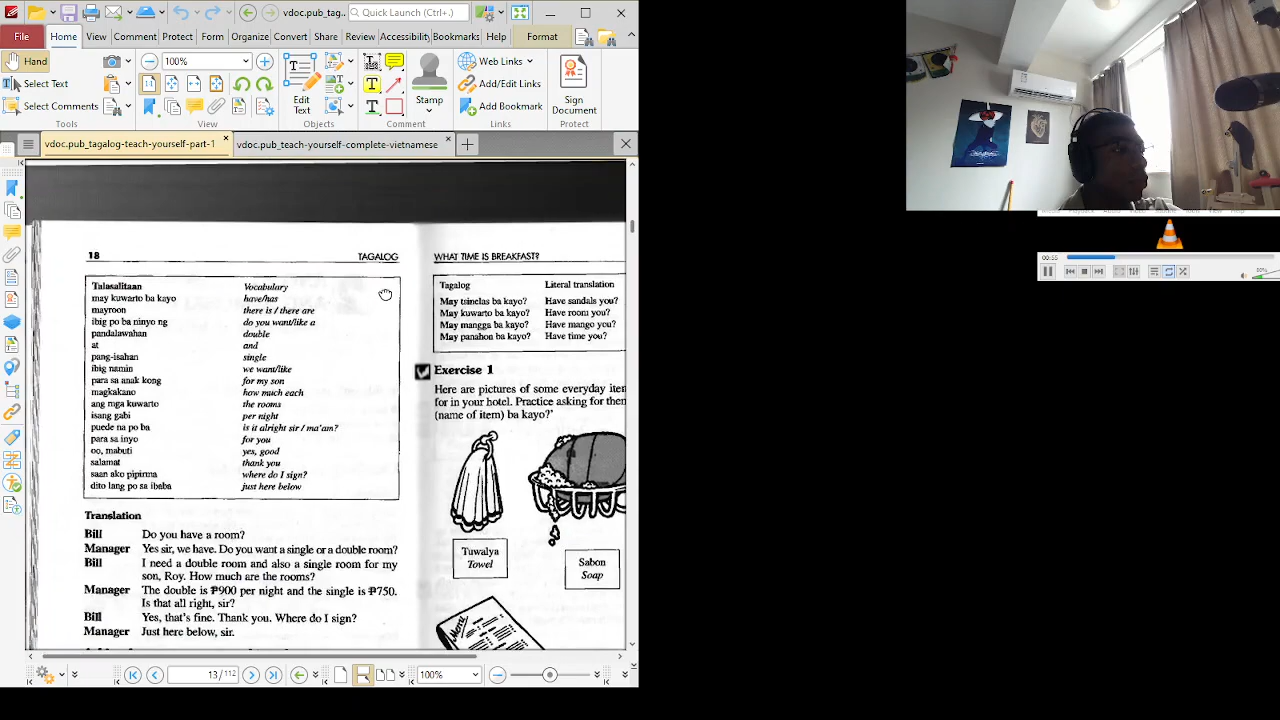 vdoc.pub_tag..
Quick Launch (Ctrl+.)
File
Home
View
Comment
Protect
Form
Organize
Convert
Share
Review
Accessibility
Bookmarks
Help
Format
Hand
Select Text
Select Comments
Tools
100%
View
Edit
Text
Objects
Comment
Stamp
Web Links
Add/Edit Links
Add Bookmark
Links
Sign
Document
Protect
vdoc.pub_tagalog-teach-yourself-part-1
vdoc.pub_teach-yourself-complete-vietnamese
18 TAGALOG
Talasalitaan Vocabulary
may kuwarto ba kayo have/has
mayroon there is / there are
ibig po ba ninyo ng do you want/like a
pandalawahan double
at and
pang-isahan single
ibig namin we want/like
para sa anak kong for my son
magkakano how much each
ang mga kuwarto the rooms
isang gabi per night
puede na po ba is it alright sir / ma'am?
para sa inyo for you
oo, mabuti yes, good
salamat thank you
saan ako pipirma where do I sign?
dito lang po sa ibaba just here below
Translation
Bill Do you have a room?
Manager Yes sir, we have. Do you want a single or a double room?
Bill I need a double room and also a single room for my
son, Roy. How much are the rooms?
Manager The double is ₱900 per night and the single is ₱750.
Is that all right, sir?
Bill Yes, that's fine. Thank you. Where do I sign?
Manager Just here below, sir.
WHAT TIME IS BREAKFAST?
Tagalog Literal translation
May tsinelas ba kayo? Have sandals you?
May kuwarto ba kayo? Have room you?
May mangga ba kayo? Have mango you?
May panahon ba kayo? Have time you?
Exercise 1
Here are pictures of some everyday
for in your hotel. Practice asking for
(name of item) ba kayo?'
Tuwalya
Towel
Sabon
Soap
Menu
13 / 112
100%
00:55